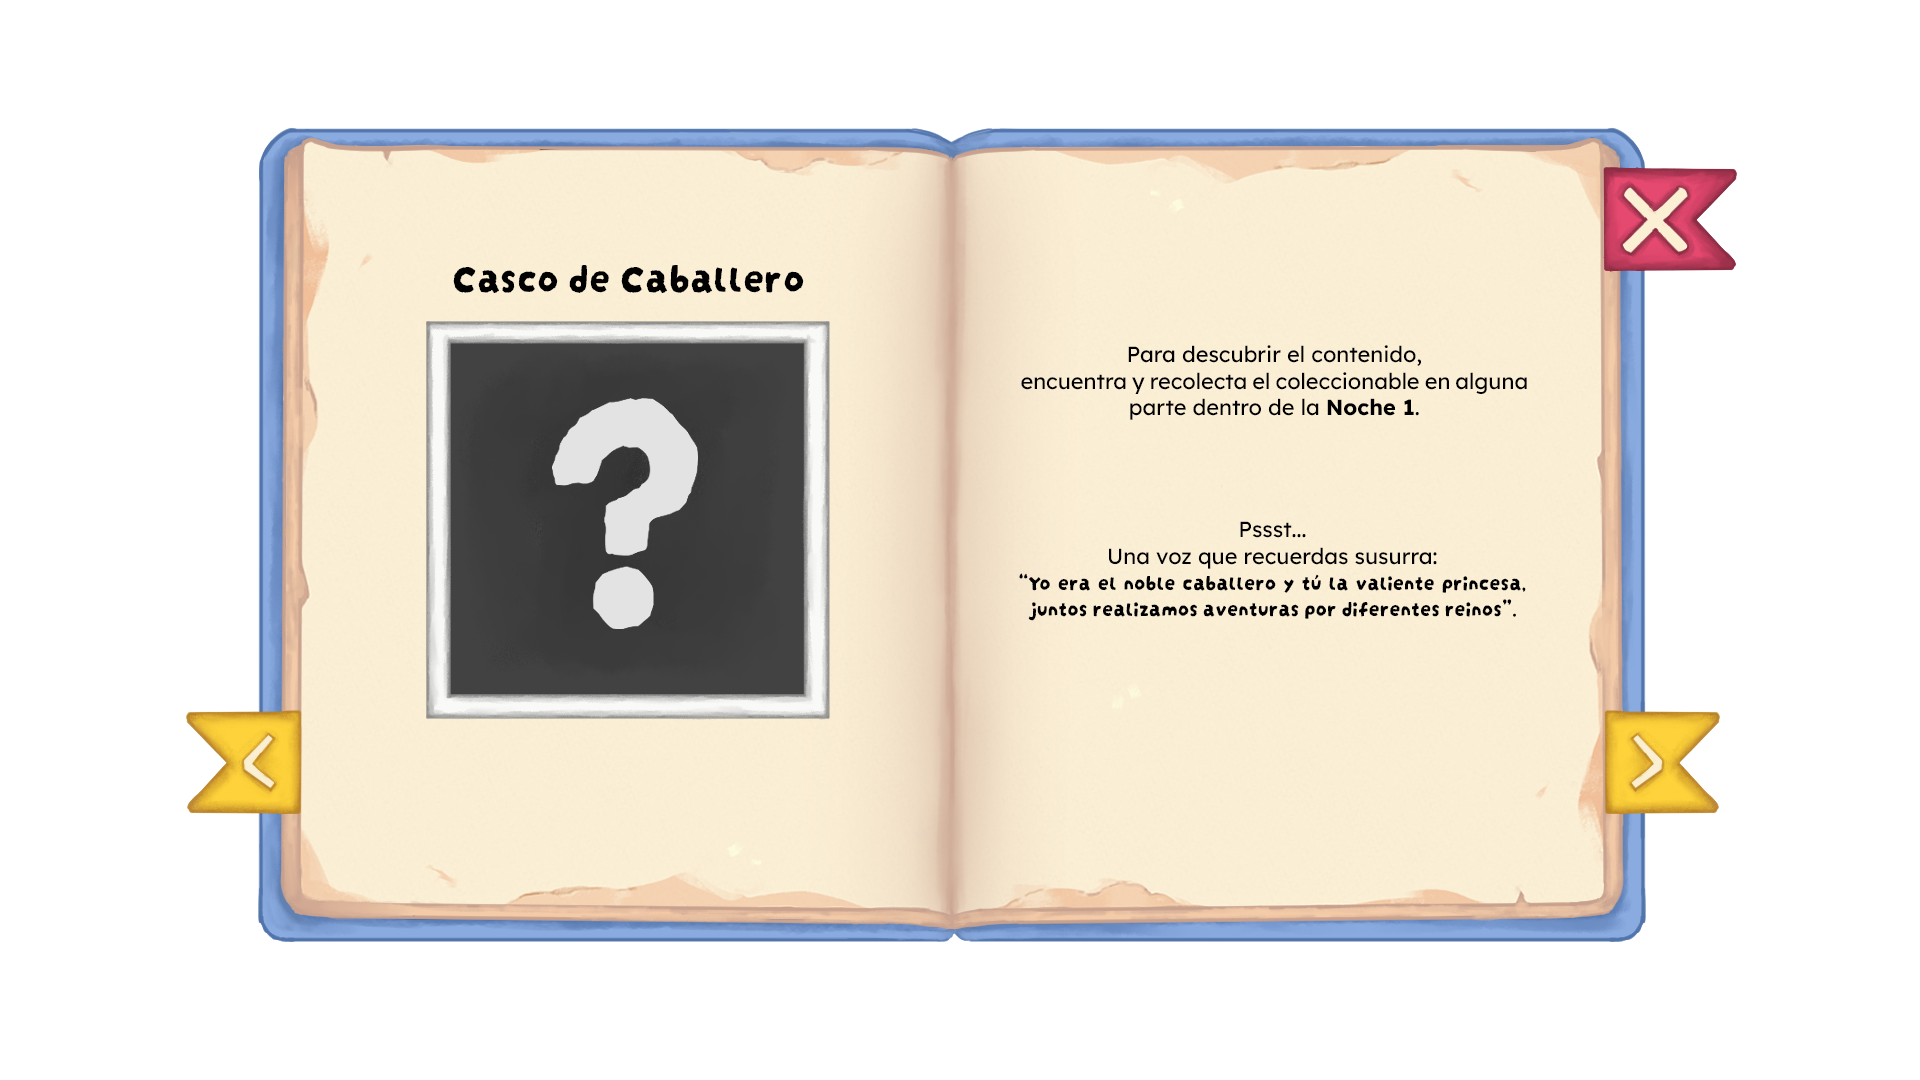 Casco de Caballero
?
Para descubrir el contenido,
encuentra y recolecta el coleccionable en alguna
parte dentro de la Noche 1.
Pssst...
Una voz que recuerdas susurra:
“Yo era el noble caballero y tú la valiente princesa,
juntos realizamos aventuras por diferentes reinos”.